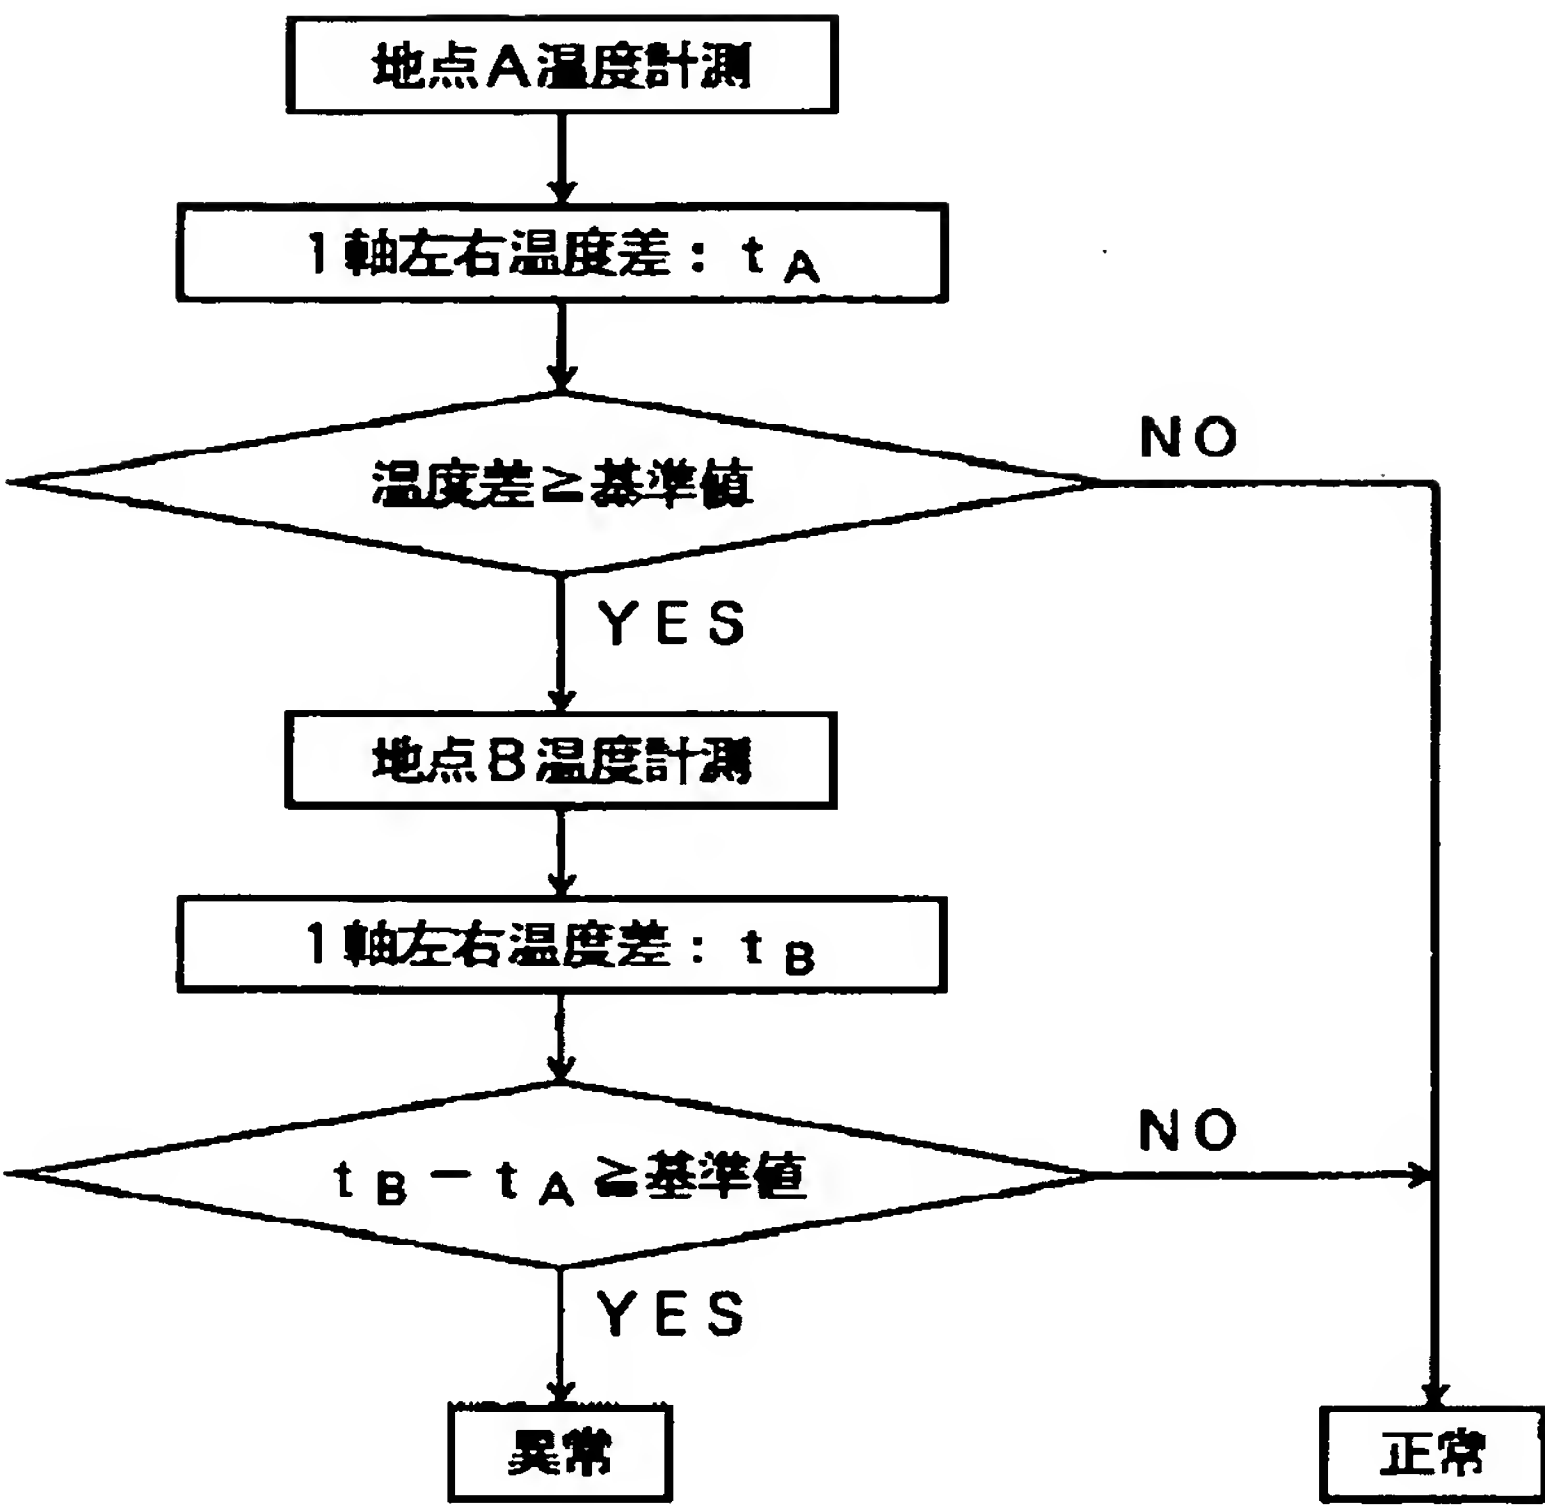 地点A温度計測
1軸左右温度差：tA
温度差≧基準値
NO
YES
地点B温度計測
1軸左右温度差：tB
tB－tA≧基準値
NO
YES
異常
正常